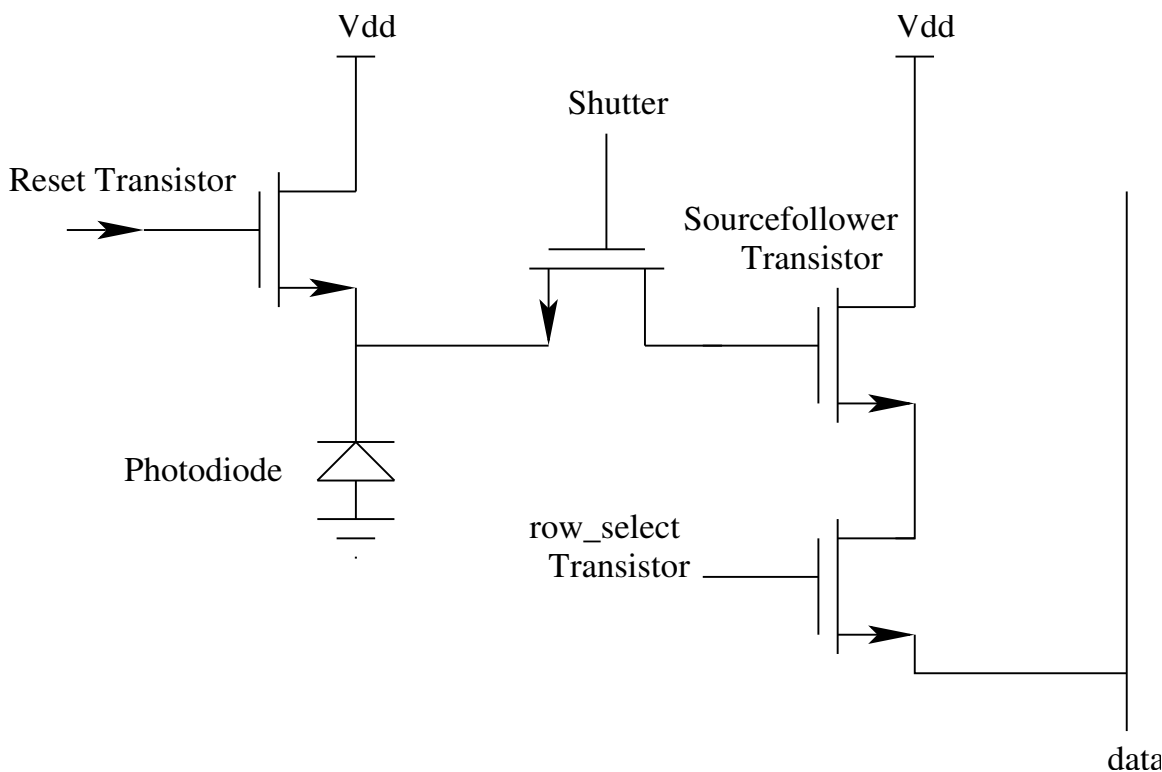 Vdd
Vdd
Shutter
Reset Transistor
Sourcefollower
Transistor
Photodiode
row_select
Transistor
data